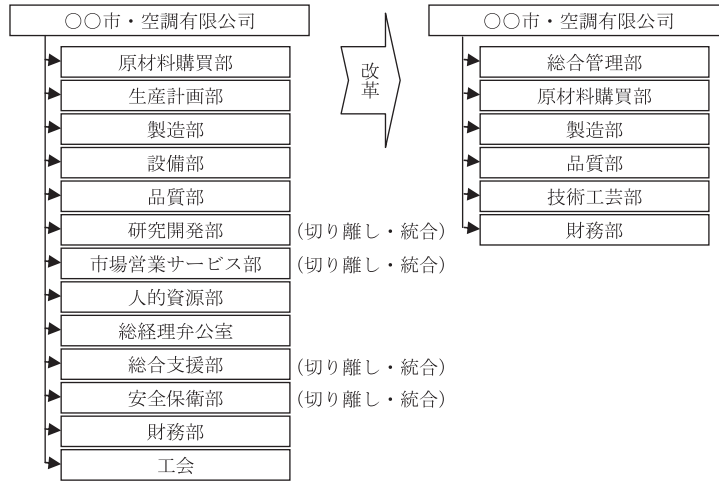 ○○市・空調有限公司
原材料購買部
生産計画部
製造部
設備部
品質部
研究開発部 (切り離し・統合)
市場営業サービス部 (切り離し・統合)
人的資源部
総経理弁公室
総合支援部 (切り離し・統合)
安全保衛部 (切り離し・統合)
財務部
工会
改革
○○市・空調有限公司
総合管理部
原材料購買部
製造部
品質部
技術工芸部
財務部